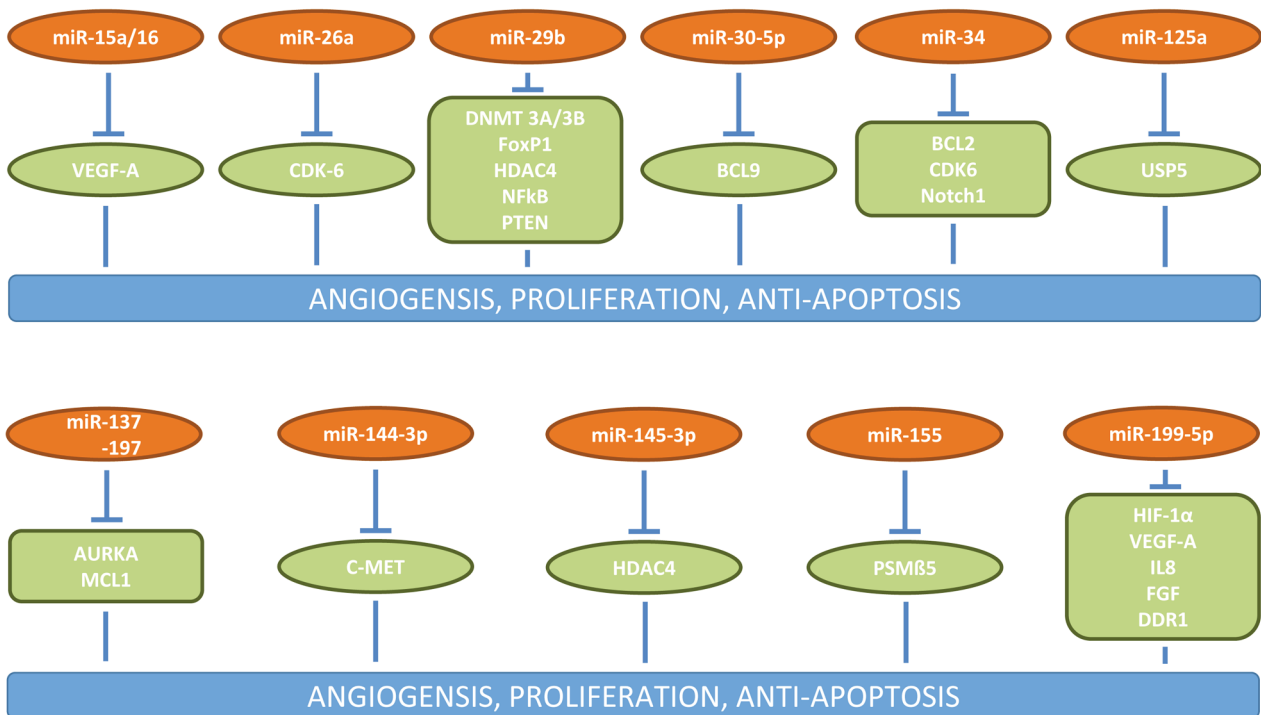 miR-15a/16
miR-26a
miR-29b
miR-30-5p
miR-34
miR-125a
VEGF-A
CDK-6
DNMT 3A/3B
FoxP1
HDAC4
NFkB
PTEN
BCL9
BCL2
CDK6
Notch1
USP5
ANGIOGENSIS, PROLIFERATION, ANTI-APOPTOSIS
miR-137
-197
miR-144-3p
miR-145-3p
miR-155
miR-199-5p
AURKA
MCL1
C-MET
HDAC4
PSMß5
HIF-1α
VEGF-A
IL8
FGF
DDR1
ANGIOGENSIS, PROLIFERATION, ANTI-APOPTOSIS